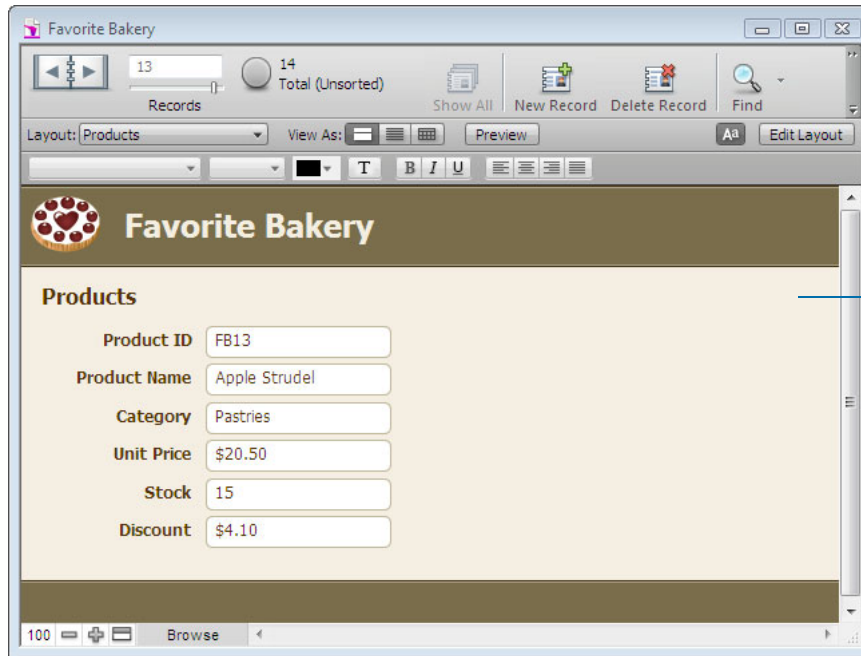 Favorite Bakery
13
Records
14
Total (Unsorted)
Show All
New Record
Delete Record
Find
Layout: Products
View As:
Preview
Aa
Edit Layout
T
B I U
Favorite Bakery
Products
Product ID FB13
Product Name Apple Strudel
Category Pastries
Unit Price $20.50
Stock 15
Discount $4.10
100
Browse